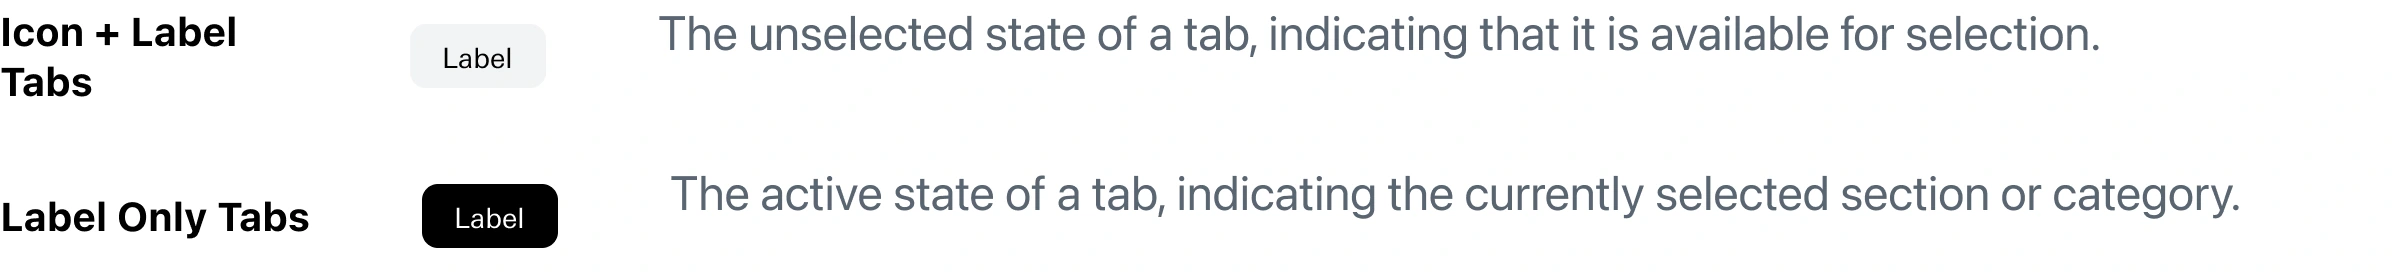 Icon + Label
Tabs
Label
The unselected state of a tab, indicating that it is available for selection.
Label Only Tabs
Label
The active state of a tab, indicating the currently selected section or category.